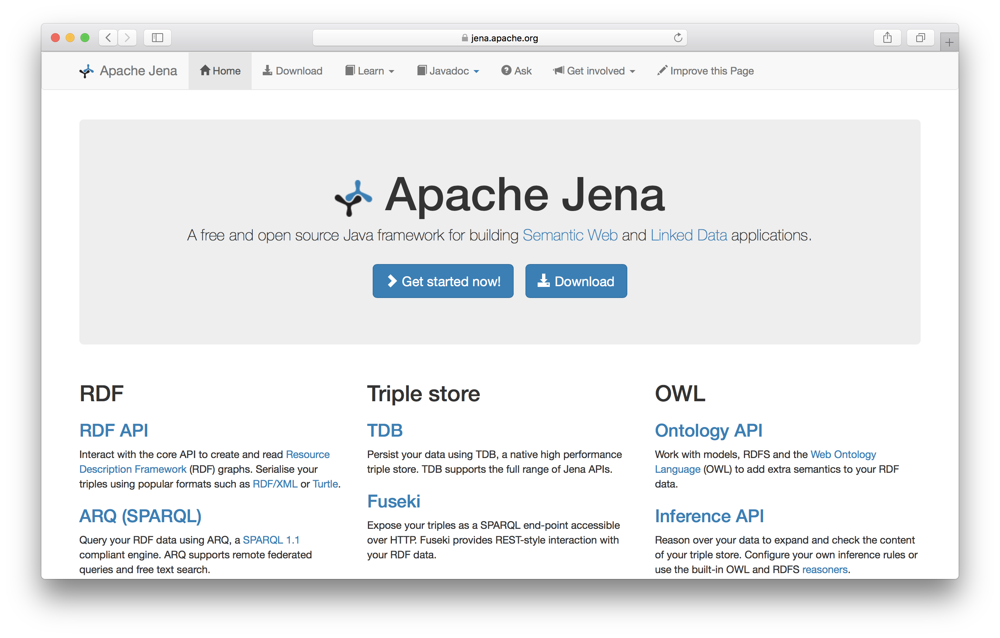 jena.apache.org
Apache Jena
Home
Download
Learn
Javadoc
Ask
Get involved
Improve this Page
Apache Jena
A free and open source Java framework for building Semantic Web and Linked Data applications.
Get started now!
Download
RDF
RDF API
Interact with the core API to create and read Resource
Description Framework (RDF) graphs. Serialise your
triples using popular formats such as RDF/XML or Turtle.
ARQ (SPARQL)
Query your RDF data using ARQ, a SPARQL 1.1
compliant engine. ARQ supports remote federated
queries and free text search.
Triple store
TDB
Persist your data using TDB, a native high performance
triple store. TDB supports the full range of Jena APIs.
Fuseki
Expose your triples as a SPARQL end-point accessible
over HTTP. Fuseki provides REST-style interaction with
your RDF data.
OWL
Ontology API
Work with models, RDFS and the Web Ontology
Language (OWL) to add extra semantics to your RDF
data.
Inference API
Reason over your data to expand and check the content
of your triple store. Configure your own inference rules or
use the built-in OWL and RDFS reasoners.